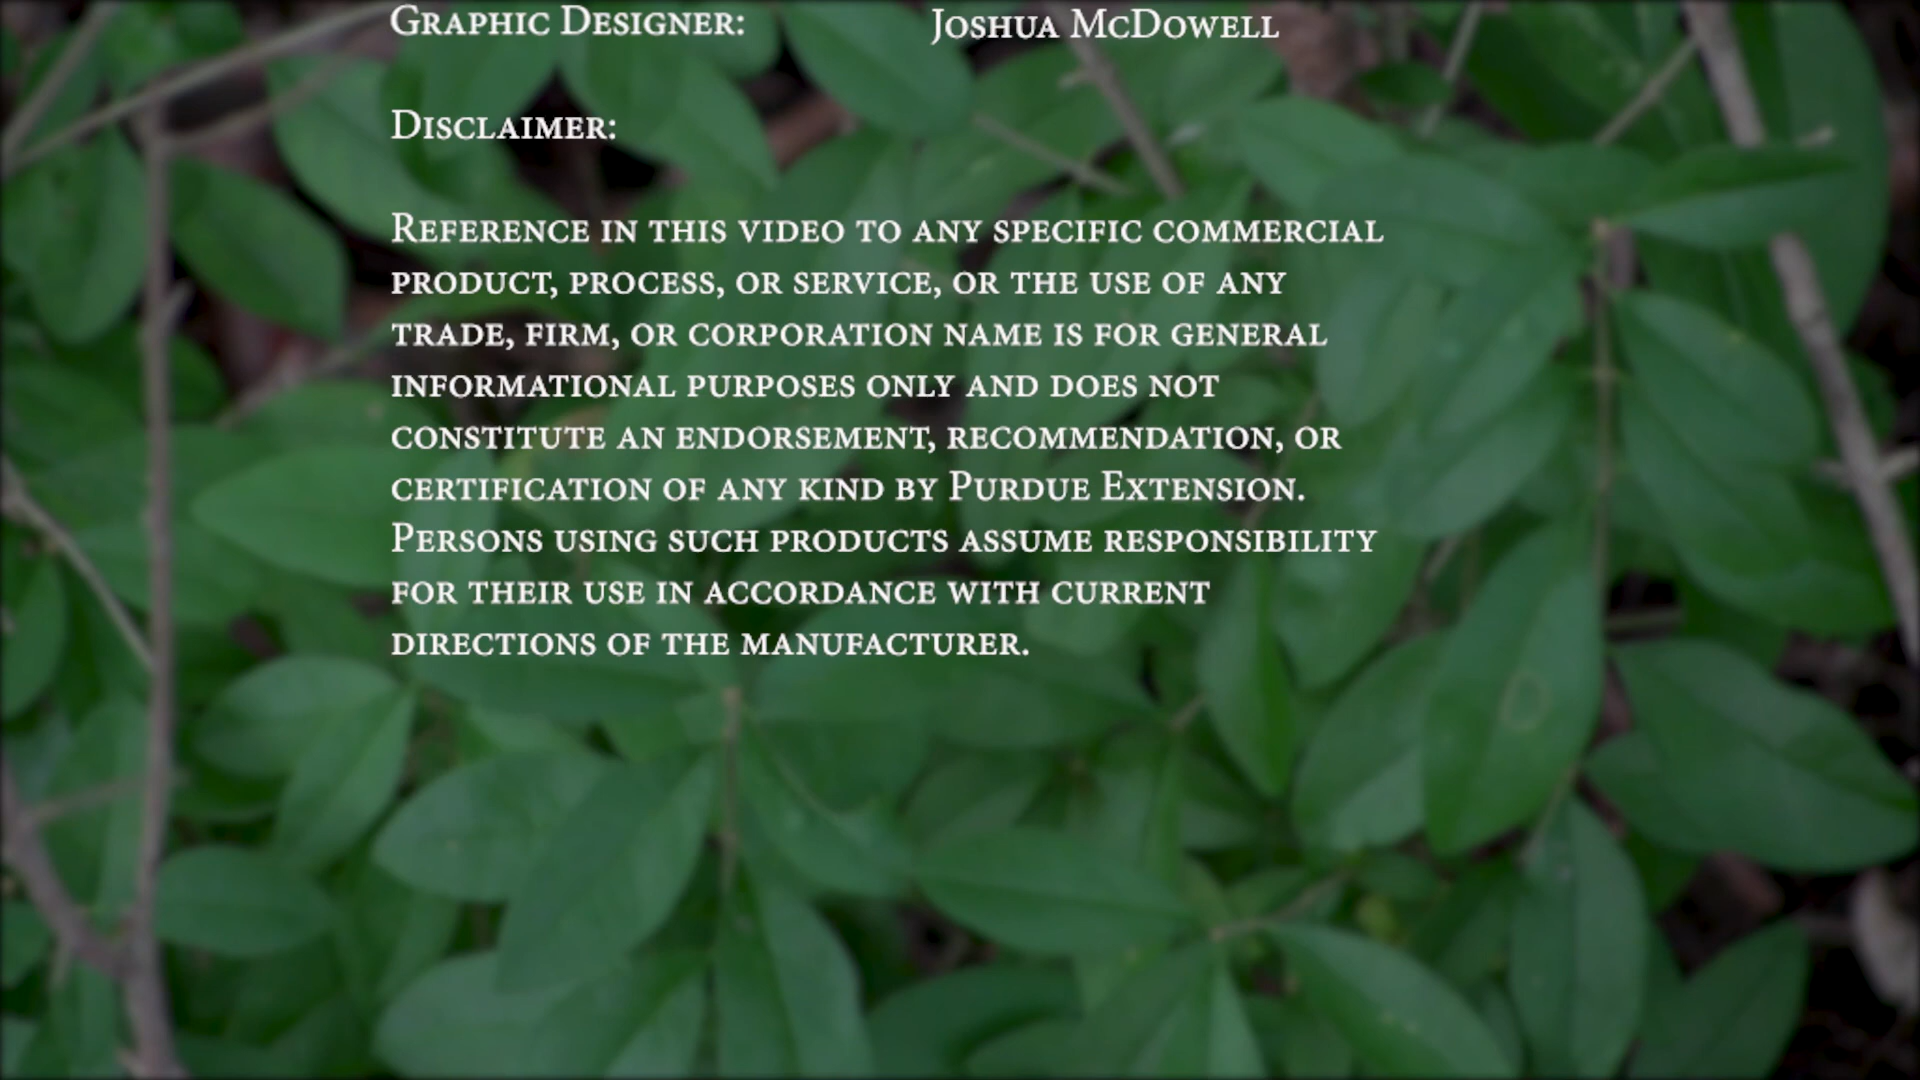 Graphic Designer: Joshua McDowell
Disclaimer:
Reference in this video to any specific commercial
product, process, or service, or the use of any
trade, firm, or corporation name is for general
informational purposes only and does not
constitute an endorsement, recommendation, or
certification of any kind by Purdue Extension.
Persons using such products assume responsibility
for their use in accordance with current
directions of the manufacturer.